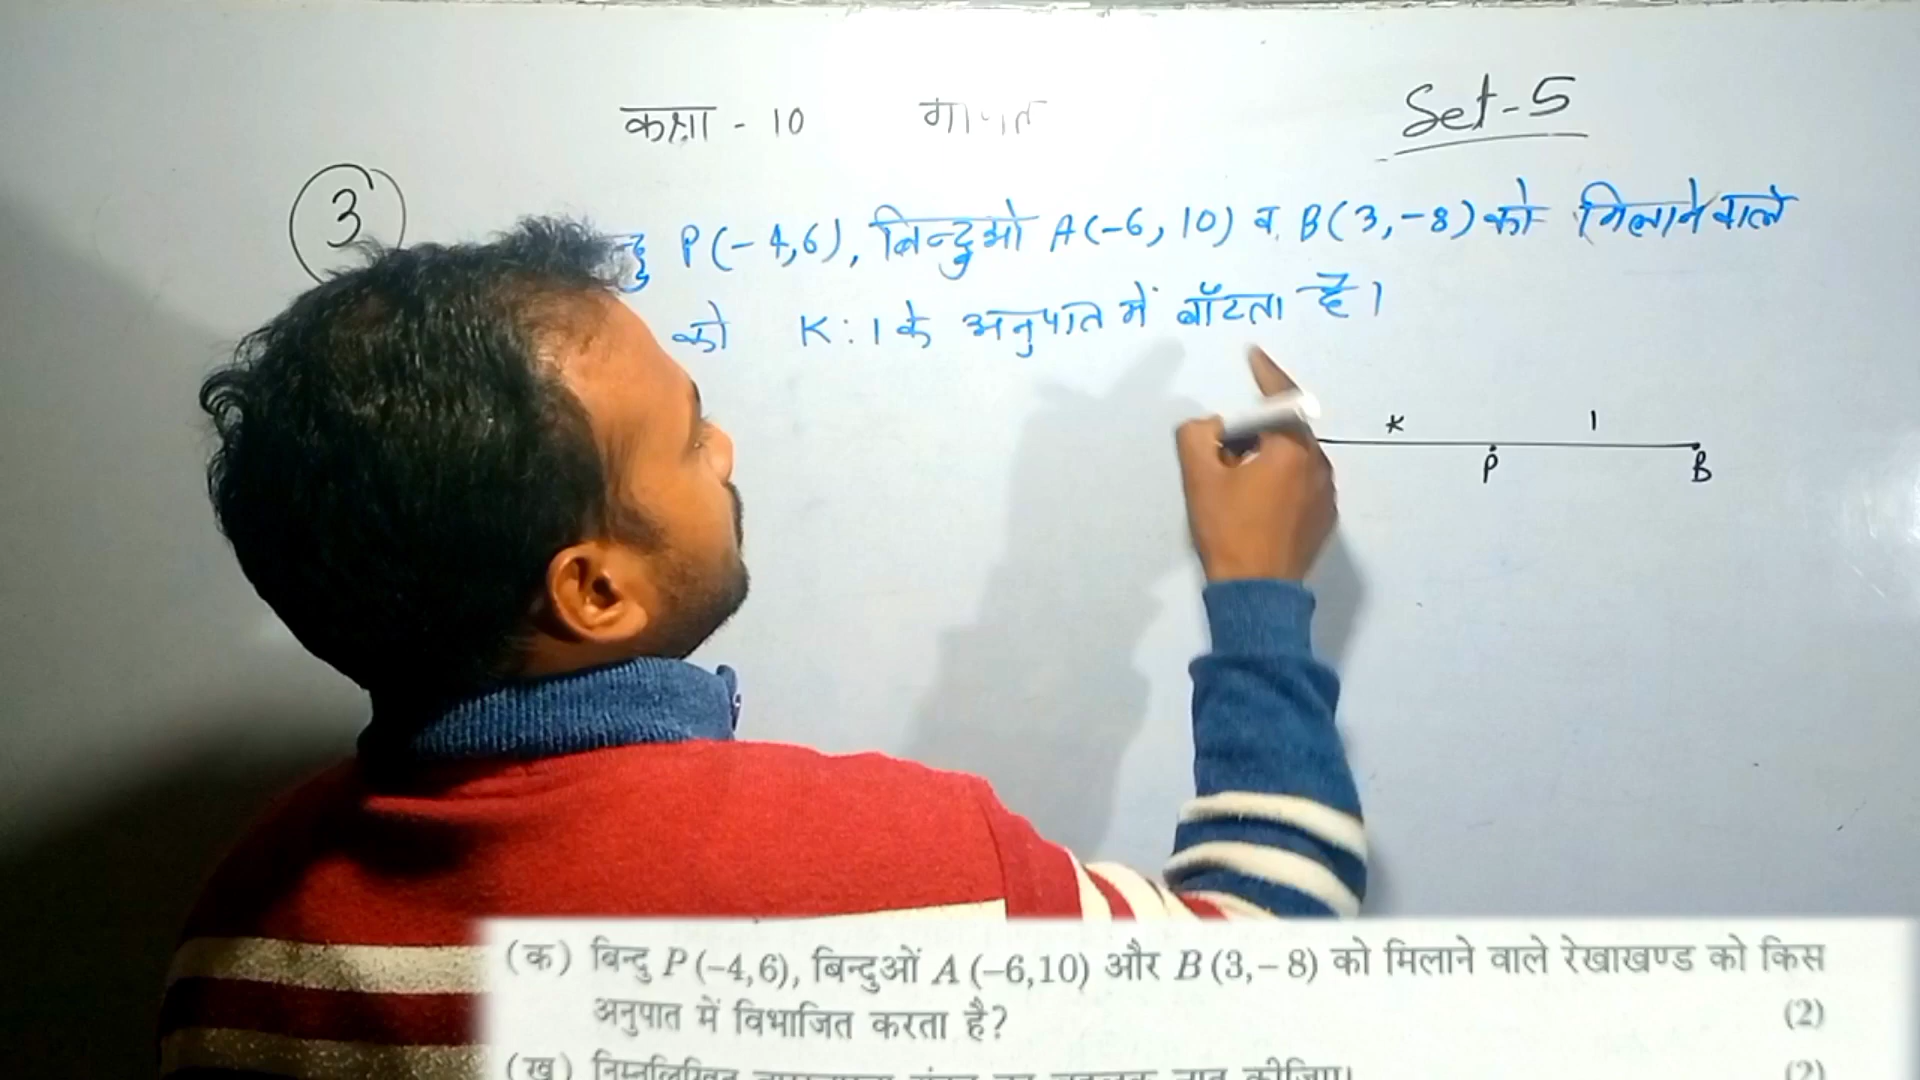 कक्षा - 10 Set-5
3
P(-4,6), बिन्दुओ A(-6, 10) व B(3,-8) को मिलाने वाले
को K:1 के अनुपात में बाँटता है।
K 1
P B
(क) बिन्दु P(-4,6), बिन्दुओं A(-6,10) और B(3,-8) को मिलाने वाले रेखाखण्ड को किस
अनुपात में विभाजित करता है? (2)
(ख)